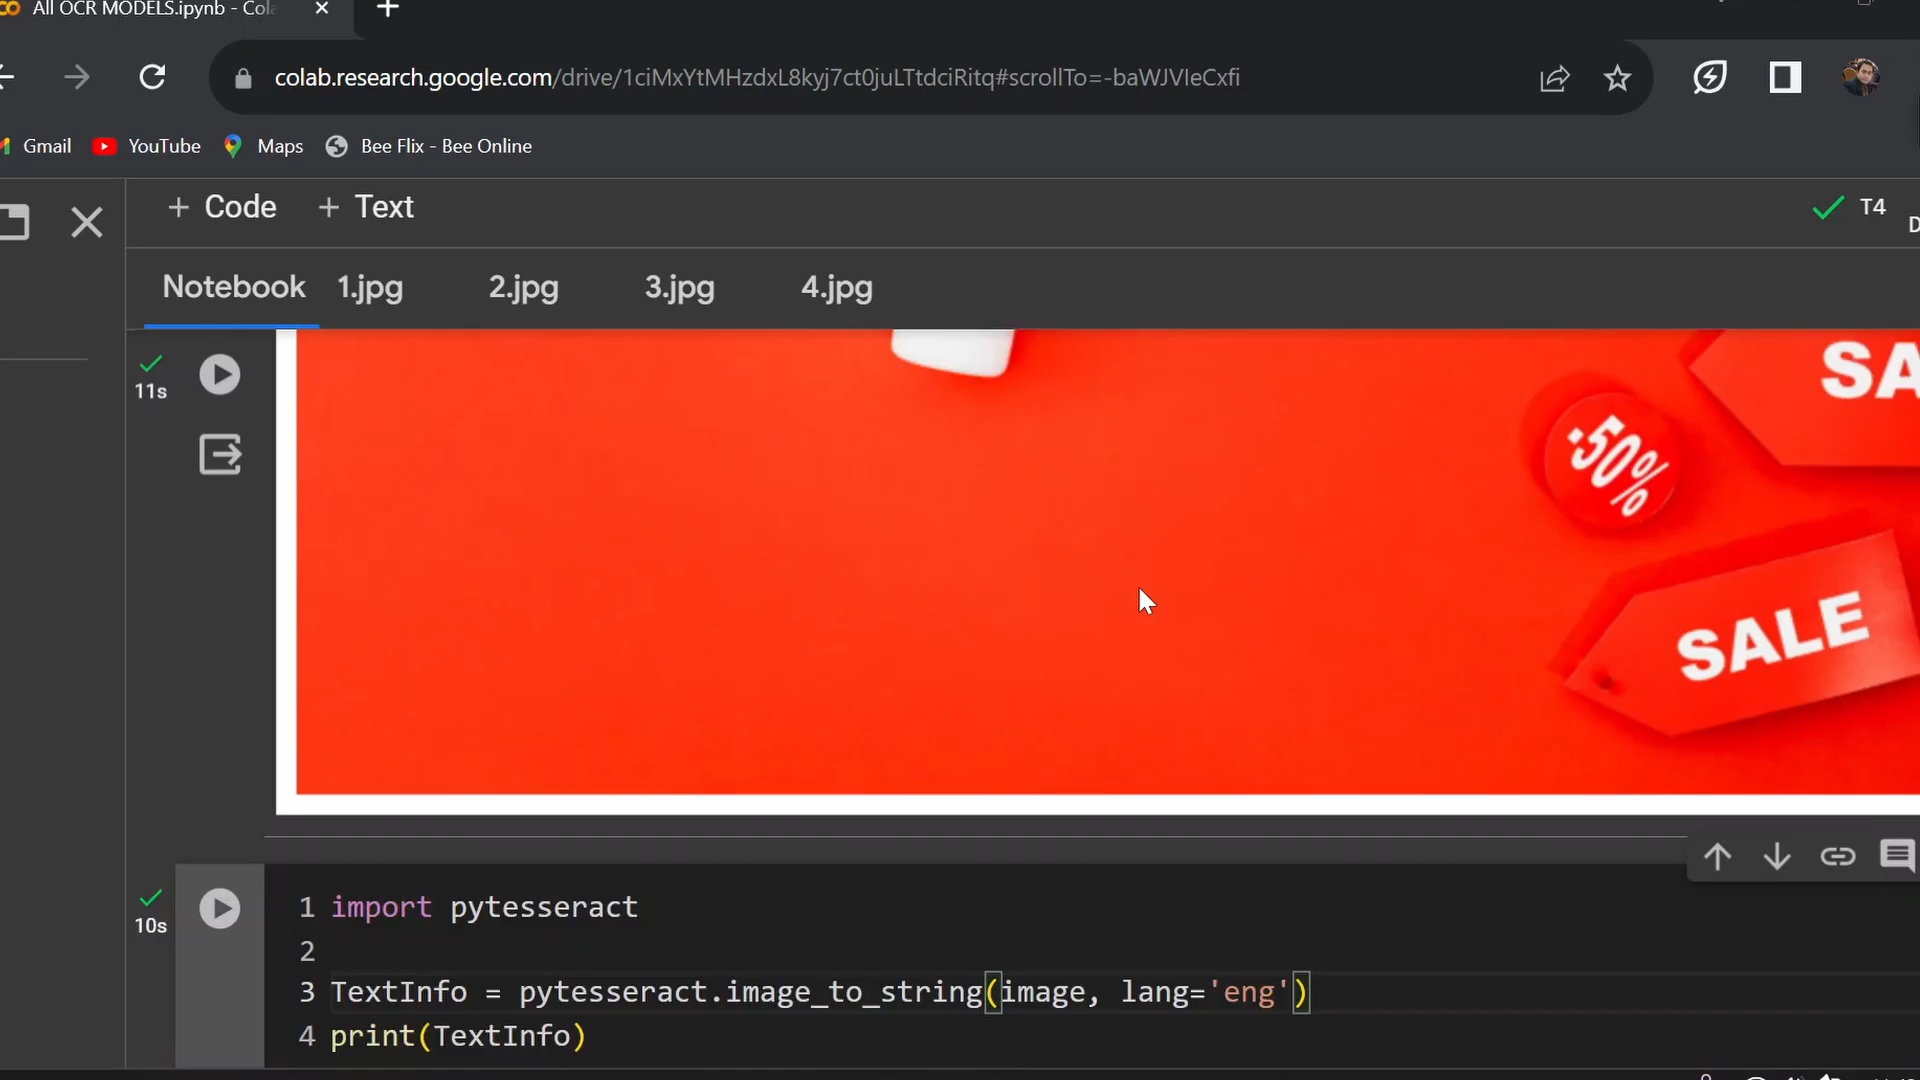 All OCR MODELS.ipynb - Cola
colab.research.google.com/drive/1ciMxYtMHzdxL8kyj7ct0juLTtdciRitq#scrollTo=-baWJVIeCxfi
Gmail YouTube Maps Bee Flix - Bee Online
+ Code + Text
T4
D
Notebook 1.jpg 2.jpg 3.jpg 4.jpg
11s
SA
-50%
SALE
10s
1 import pytesseract
2
3 TextInfo = pytesseract.image_to_string(image, lang='eng')
4 print(TextInfo)